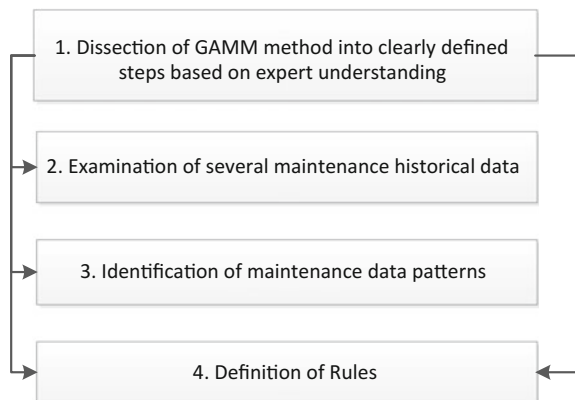 1. Dissection of GAMM method into clearly defined
steps based on expert understanding
2. Examination of several maintenance historical data
3. Identification of maintenance data patterns
4. Definition of Rules